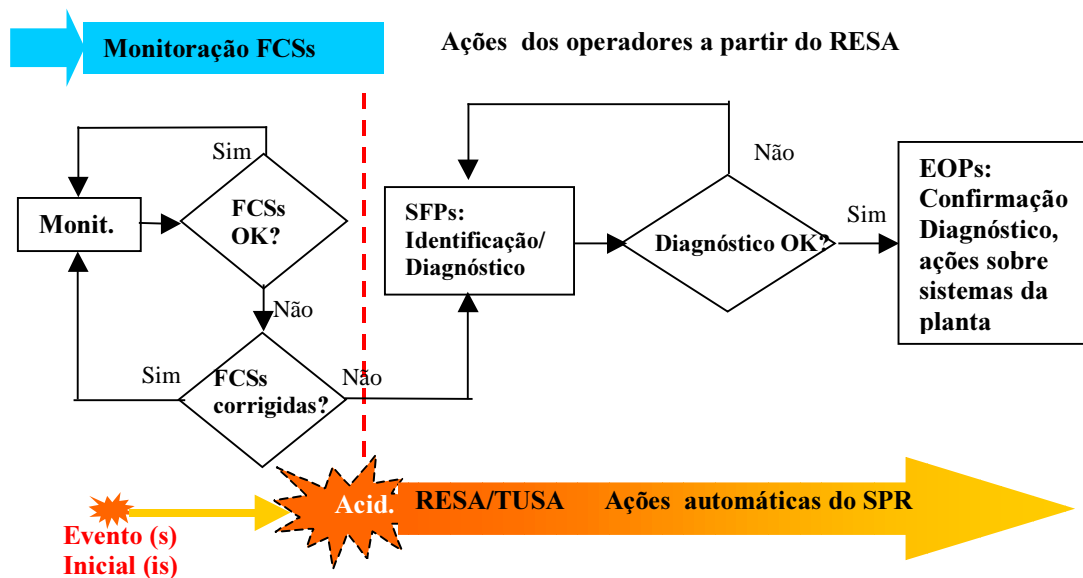 Monitoração FCSs
Ações dos operadores a partir do RESA
Sim
Monit.
FCSs
OK?
Não
Sim
FCSs
corrigidas?
Não
SFPs:
Identificação/
Diagnóstico
Não
Diagnóstico OK?
Sim
EOPs:
Confirmação
Diagnóstico,
ações sobre
sistemas da
planta
Evento (s)
Inicial (is)
Acid.
RESA/TUSA Ações automáticas do SPR